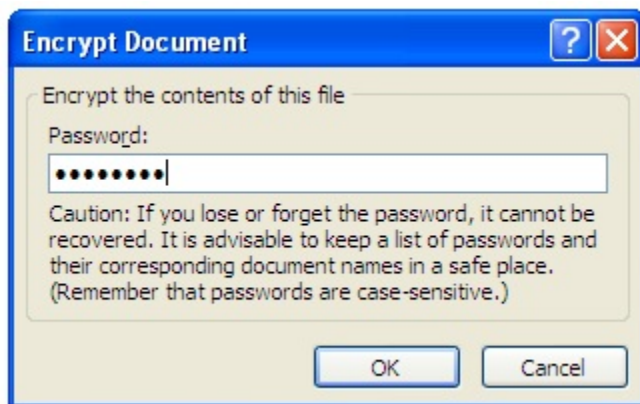 Encrypt Document
Encrypt the contents of this file
Password:
••••••••
Caution: If you lose or forget the password, it cannot be
recovered. It is advisable to keep a list of passwords and
their corresponding document names in a safe place.
(Remember that passwords are case-sensitive.)
OK Cancel